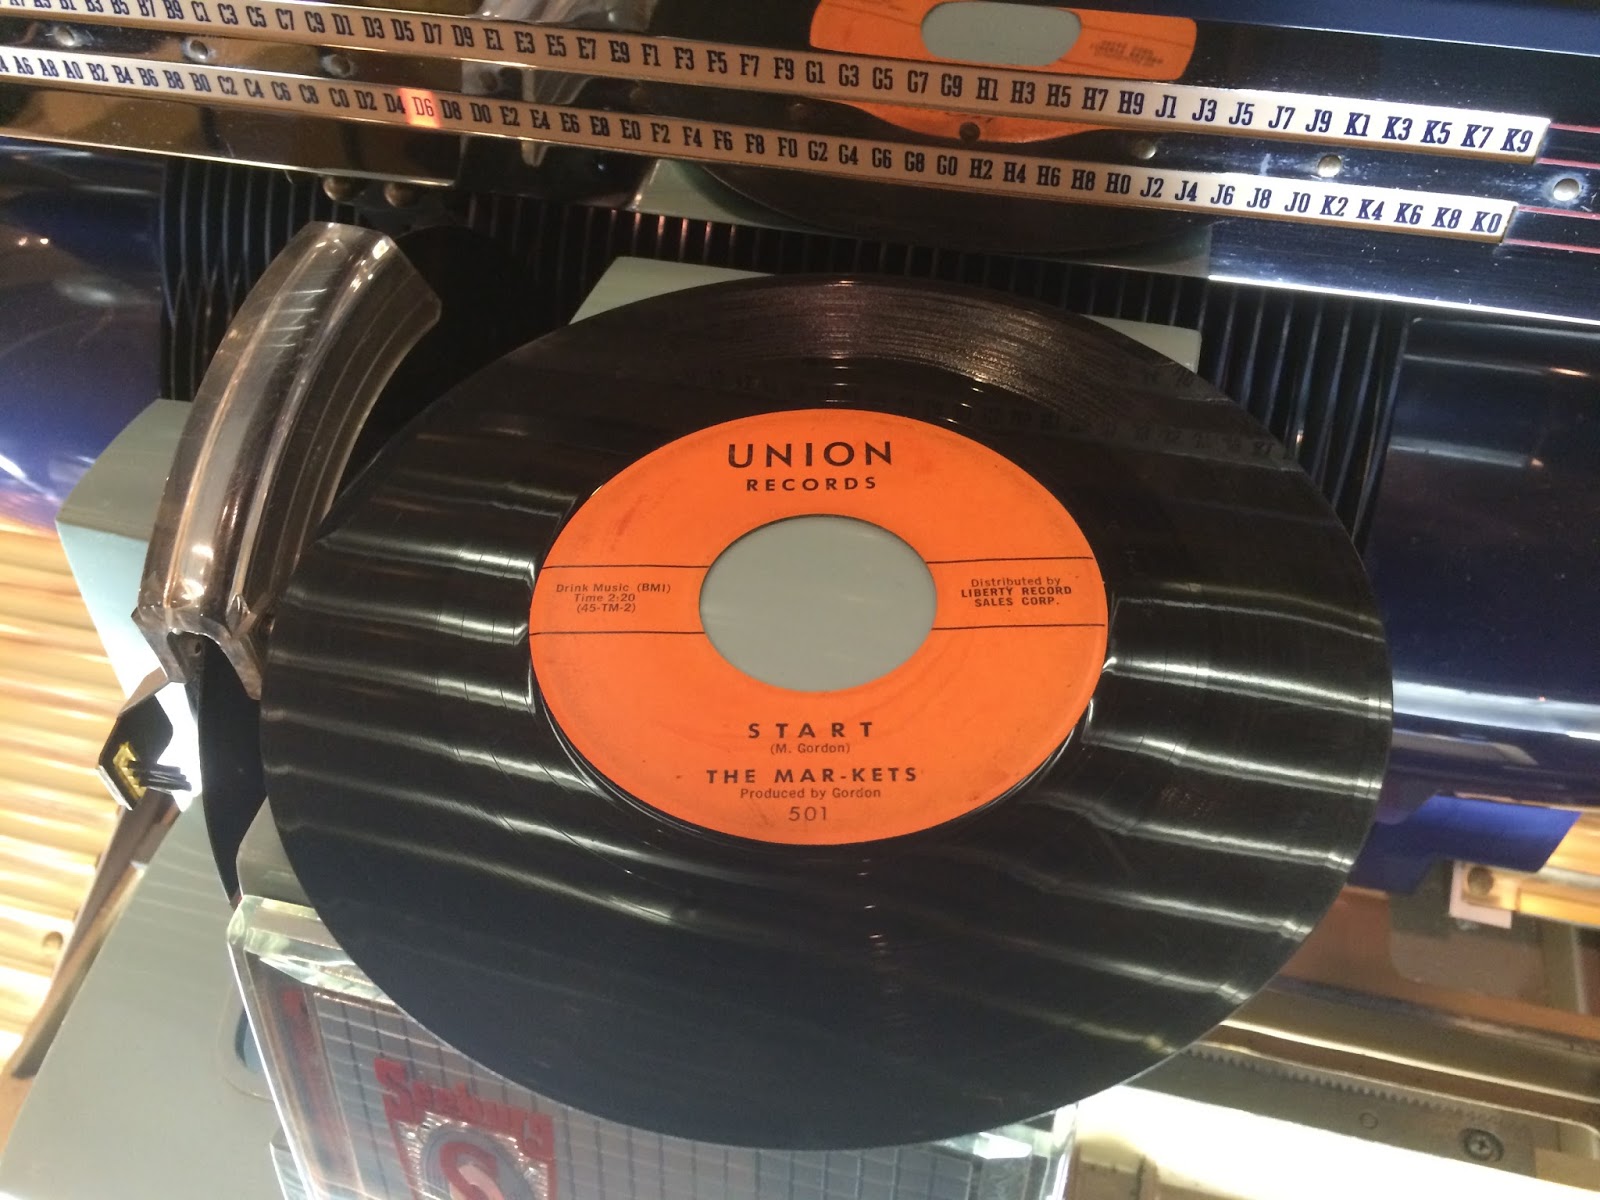 B1 B3 B5 B7 B9 C1 C3 C5 C7 C9 D1 D3 D5 D7 D9 E1 E3 E5 E7 E9 F1 F3 F5 F7 F9 G1 G3 G5 G7 G9 H1 H3 H5 H7 H9 J1 J3 J5 J7 J9 K1 K3 K5 K7 K9
A6 A8 A0 B2 B4 B6 B8 B0 C2 C4 C6 C8 C0 D2 D4 D6 D8 D0 E2 E4 E6 E8 E0 F2 F4 F6 F8 F0 G2 G4 G6 G8 G0 H2 H4 H6 H8 H0 J2 J4 J6 J8 J0 K2 K4 K6 K8 K0
UNION
RECORDS
Drink Music (BMI)
Time 2:20
(45-TM-2)
Distributed by
LIBERTY RECORD
SALES CORP.
START
(M. Gordon)
THE MAR-KETS
Produced by Gordon
501
Seeburg
S